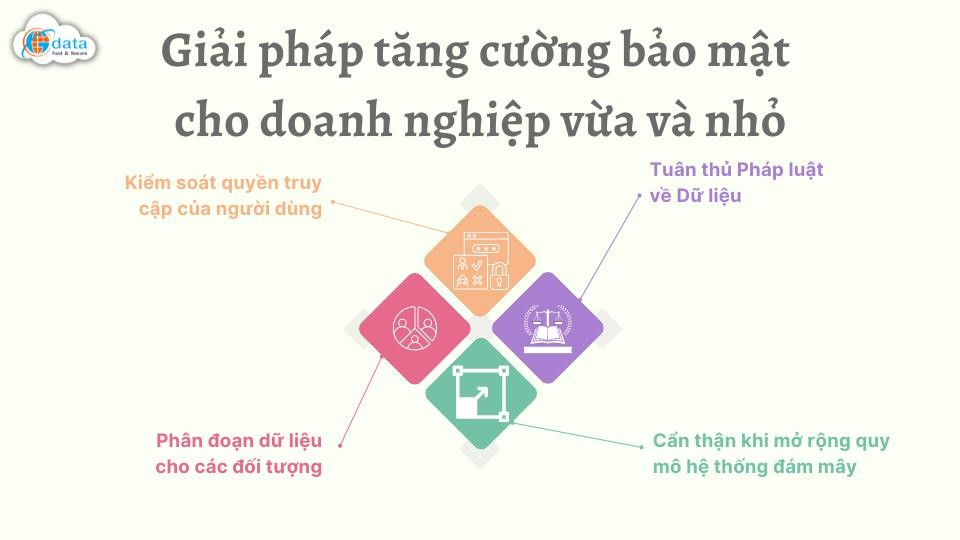 data
Fast & Secure
Giải pháp tăng cường bảo mật
cho doanh nghiệp vừa và nhỏ
Kiểm soát quyền truy
cập của người dùng
Tuân thủ Pháp luật
về Dữ liệu
Phân đoạn dữ liệu
cho các đối tượng
Cẩn thận khi mở rộng quy
mô hệ thống đám mây